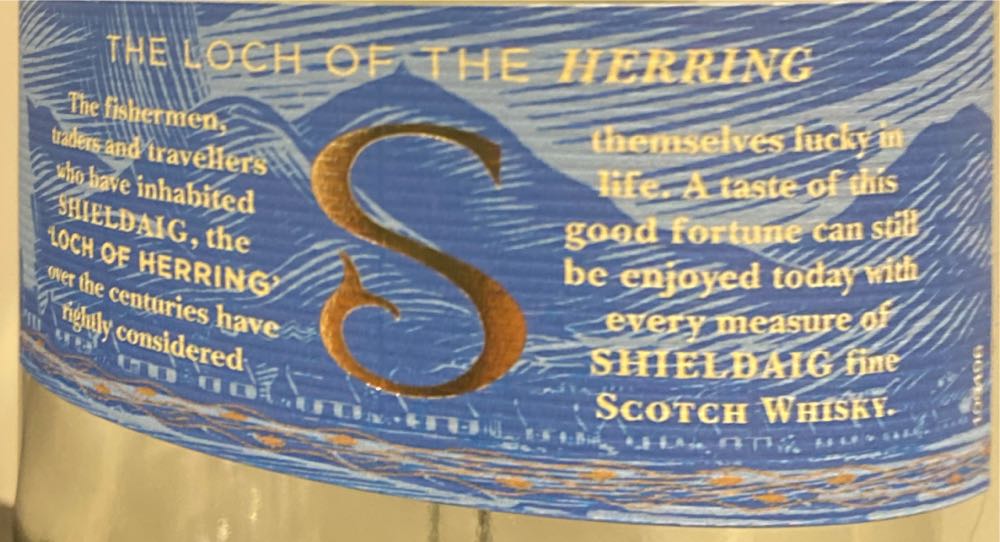 THE LOCH OF THE HERRING
The fishermen,
traders and travellers
who have inhabited
SHIELDAIG, the
'LOCH OF HERRING'
over the centuries have
rightly considered
S
themselves lucky in
life. A taste of this
good fortune can still
be enjoyed today with
every measure of
SHIELDAIG fine
SCOTCH WHISKY.